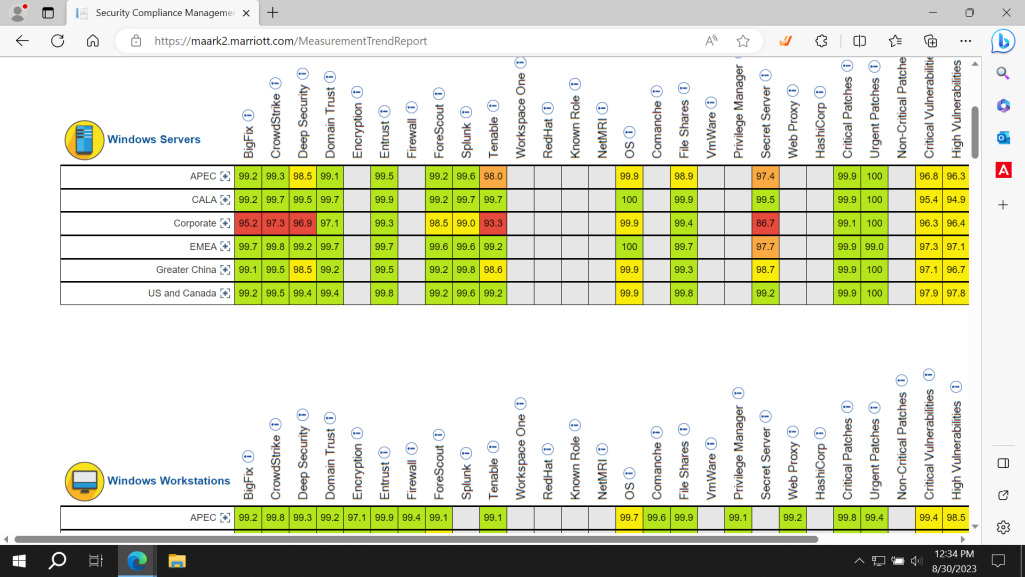 Security Compliance Manageme
https://maark2.marriott.com/MeasurementTrendReport
Windows Servers
BigFix
CrowdStrike
Deep Security
Domain Trust
Encryption
Entrust
Firewall
ForeScout
Splunk
Tenable
Workspace One
RedHat
Known Role
NetMRI
OS
Comanche
File Shares
VmWare
Privilege Manager
Secret Server
Web Proxy
HashiCorp
Critical Patches
Urgent Patches
Non-Critical Patche
Critical Vulnerabiliti
High Vulnerabilities
APEC 99.2 99.3 98.5 99.1 99.5 99.2 99.6 98.0 99.9 98.9 97.4 99.9 100 96.8 96.3
CALA 99.2 99.7 99.5 99.7 99.9 99.2 99.7 99.7 100 99.9 99.5 99.9 100 95.4 94.9
Corporate 95.2 97.3 96.9 97.1 99.3 98.5 99.0 93.3 99.9 99.4 86.7 99.1 100 96.3 96.4
EMEA 99.7 99.8 99.2 99.7 99.7 99.6 99.6 99.2 100 99.7 97.7 99.9 99.0 97.3 97.1
Greater China 99.1 99.5 98.5 99.2 99.5 99.2 99.8 98.6 99.9 99.3 98.7 99.9 100 97.1 96.7
US and Canada 99.2 99.5 99.4 99.4 99.8 99.2 99.6 99.2 99.9 99.8 99.2 99.9 100 97.9 97.8
Windows Workstations
BigFix
CrowdStrike
Deep Security
Domain Trust
Encryption
Entrust
Firewall
ForeScout
Splunk
Tenable
Workspace One
RedHat
Known Role
NetMRI
OS
Comanche
File Shares
VmWare
Privilege Manager
Secret Server
Web Proxy
HashiCorp
Critical Patches
Urgent Patches
Non-Critical Patches
Critical Vulnerabilities
High Vulnerabilities
APEC 99.2 99.8 99.3 99.2 97.1 99.9 99.4 99.1 99.1 99.7 99.6 99.9 99.1 99.2 99.8 99.4 99.4 98.5
12:34 PM
8/30/2023